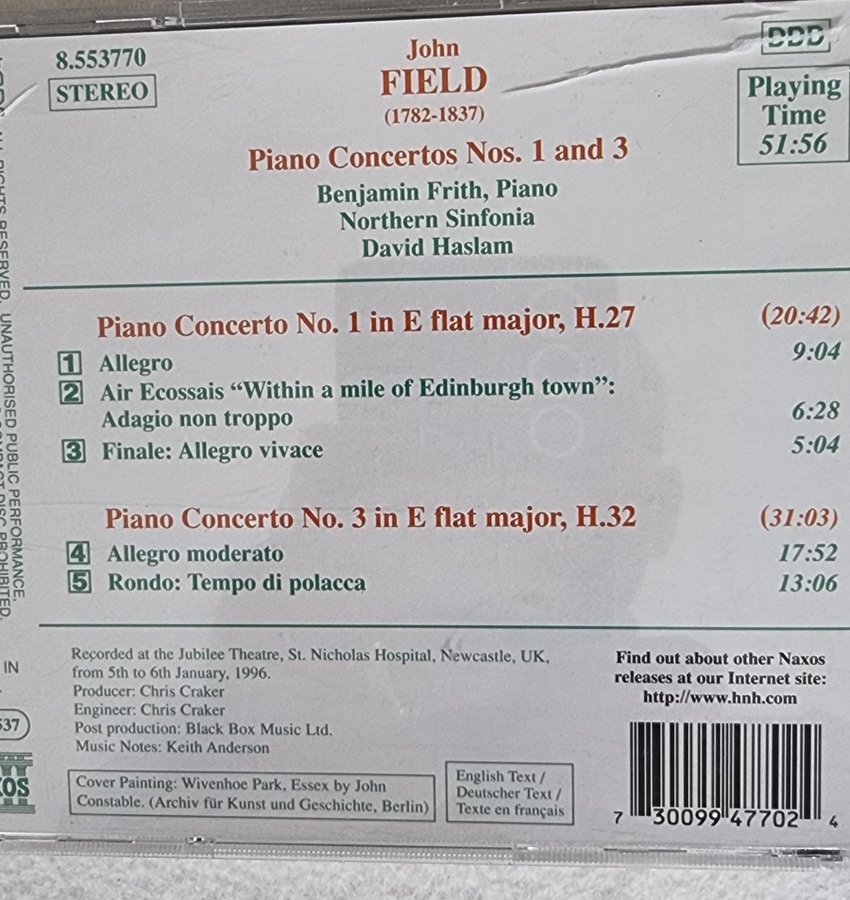 8.553770
STEREO
John
FIELD
(1782-1837)
Piano Concertos Nos. 1 and 3
Benjamin Frith, Piano
Northern Sinfonia
David Haslam
DDD
Playing
Time
51:56
Piano Concerto No. 1 in E flat major, H.27 (20:42)
1 Allegro 9:04
2 Air Ecossais “Within a mile of Edinburgh town”:
Adagio non troppo 6:28
3 Finale: Allegro vivace 5:04
Piano Concerto No. 3 in E flat major, H.32 (31:03)
4 Allegro moderato 17:52
5 Rondo: Tempo di polacca 13:06
Recorded at the Jubilee Theatre, St. Nicholas Hospital, Newcastle, UK,
from 5th to 6th January, 1996.
Producer: Chris Craker
Engineer: Chris Craker
Post production: Black Box Music Ltd.
Music Notes: Keith Anderson
Cover Painting: Wivenhoe Park, Essex by John
Constable. (Archiv für Kunst und Geschichte, Berlin)
English Text /
Deutscher Text /
Texte en français
Find out about other Naxos
releases at our Internet site:
http://www.hnh.com
7 30099 47702 4
ALL RIGHTS RESERVED. UNAUTHORISED PUBLIC PERFORMANCE,
COMPACT DISC PROHIBITED.
IN
537